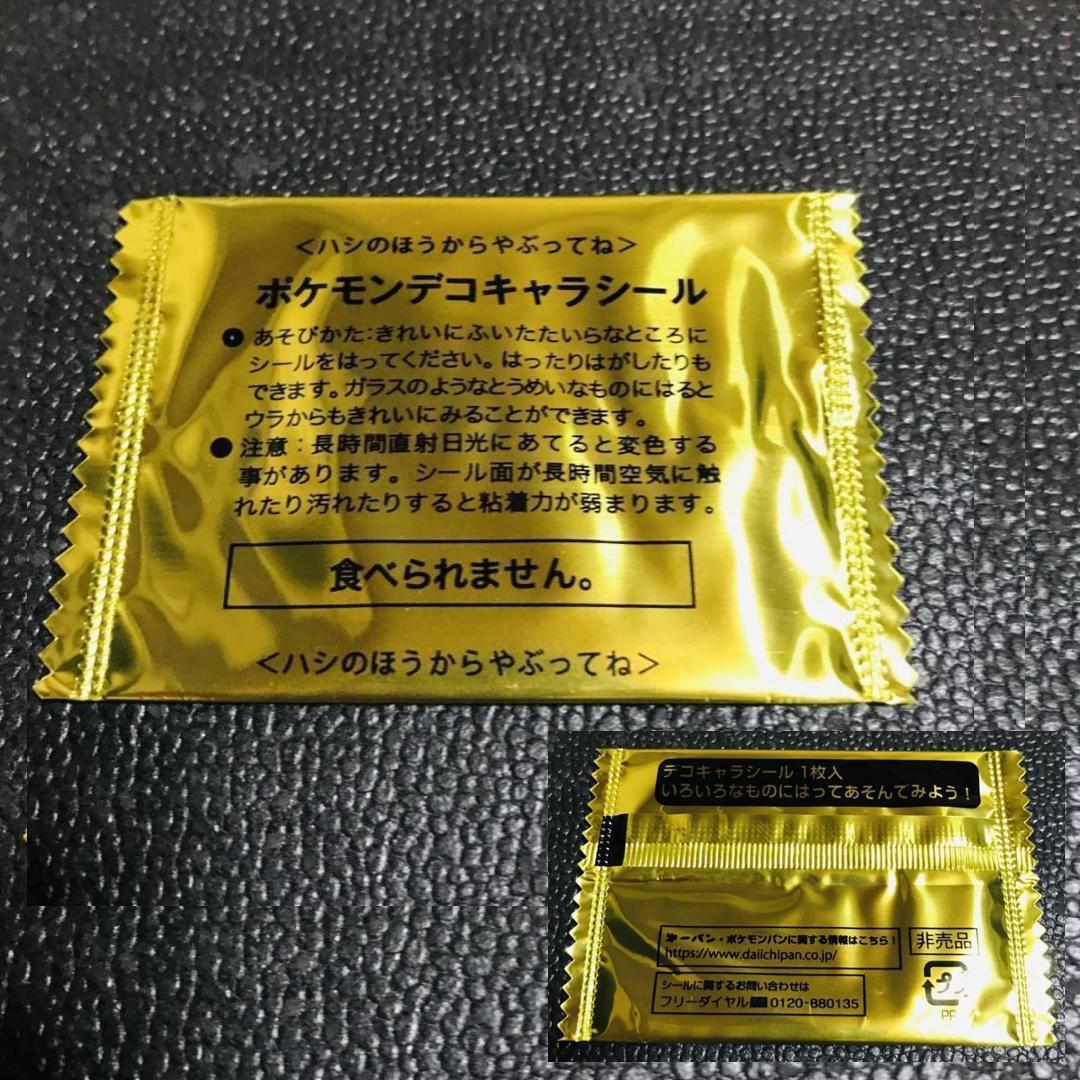 ＜ハシのほうからやぶってね＞
ポケモンデコキャラシール
●あそびかた:きれいにふいたたいらなところに
シールをはってください。はったりはがしたりも
できます。ガラスのようなとうめいなものにはると
ウラからもきれいにみることができます。
●注意：長時間直射日光にあてると変色する
事があります。シール面が長時間空気に触
れたり汚れたりすると粘着力が弱まります。
食べられません。
＜ハシのほうからやぶってね＞
デコキャラシール 1枚入
いろいろなものにはってあそんでみよう！
第一パン・ポケモンパンに関する情報はこちら！
https://www.daiichipan.co.jp/
非売品
シールに関するお問い合わせは
フリーダイヤル 0120-880135
プラ
PP